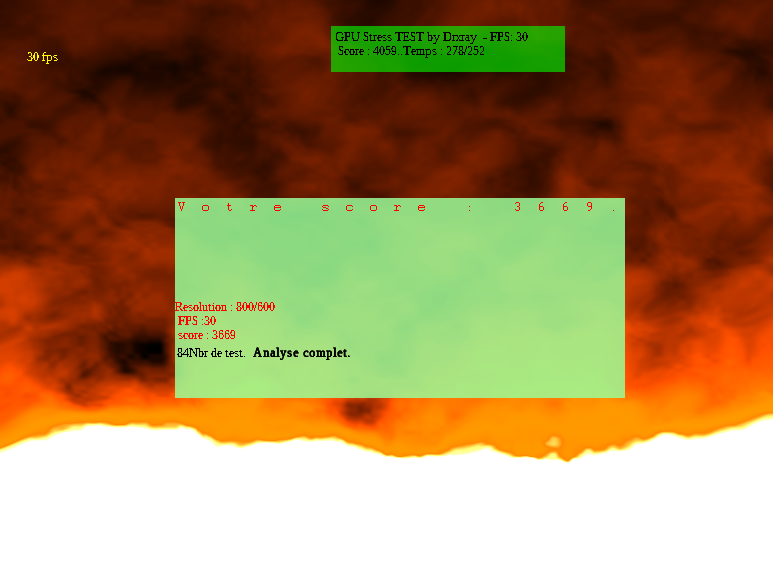 GPU Stress TEST by Drxray - FPS: 30
Score : 4059..Temps : 278/252
30 fps
Votre score : 3669.
Resolution : 800/600
FPS :30
score : 3669
84Nbr de test. Analyse complet.